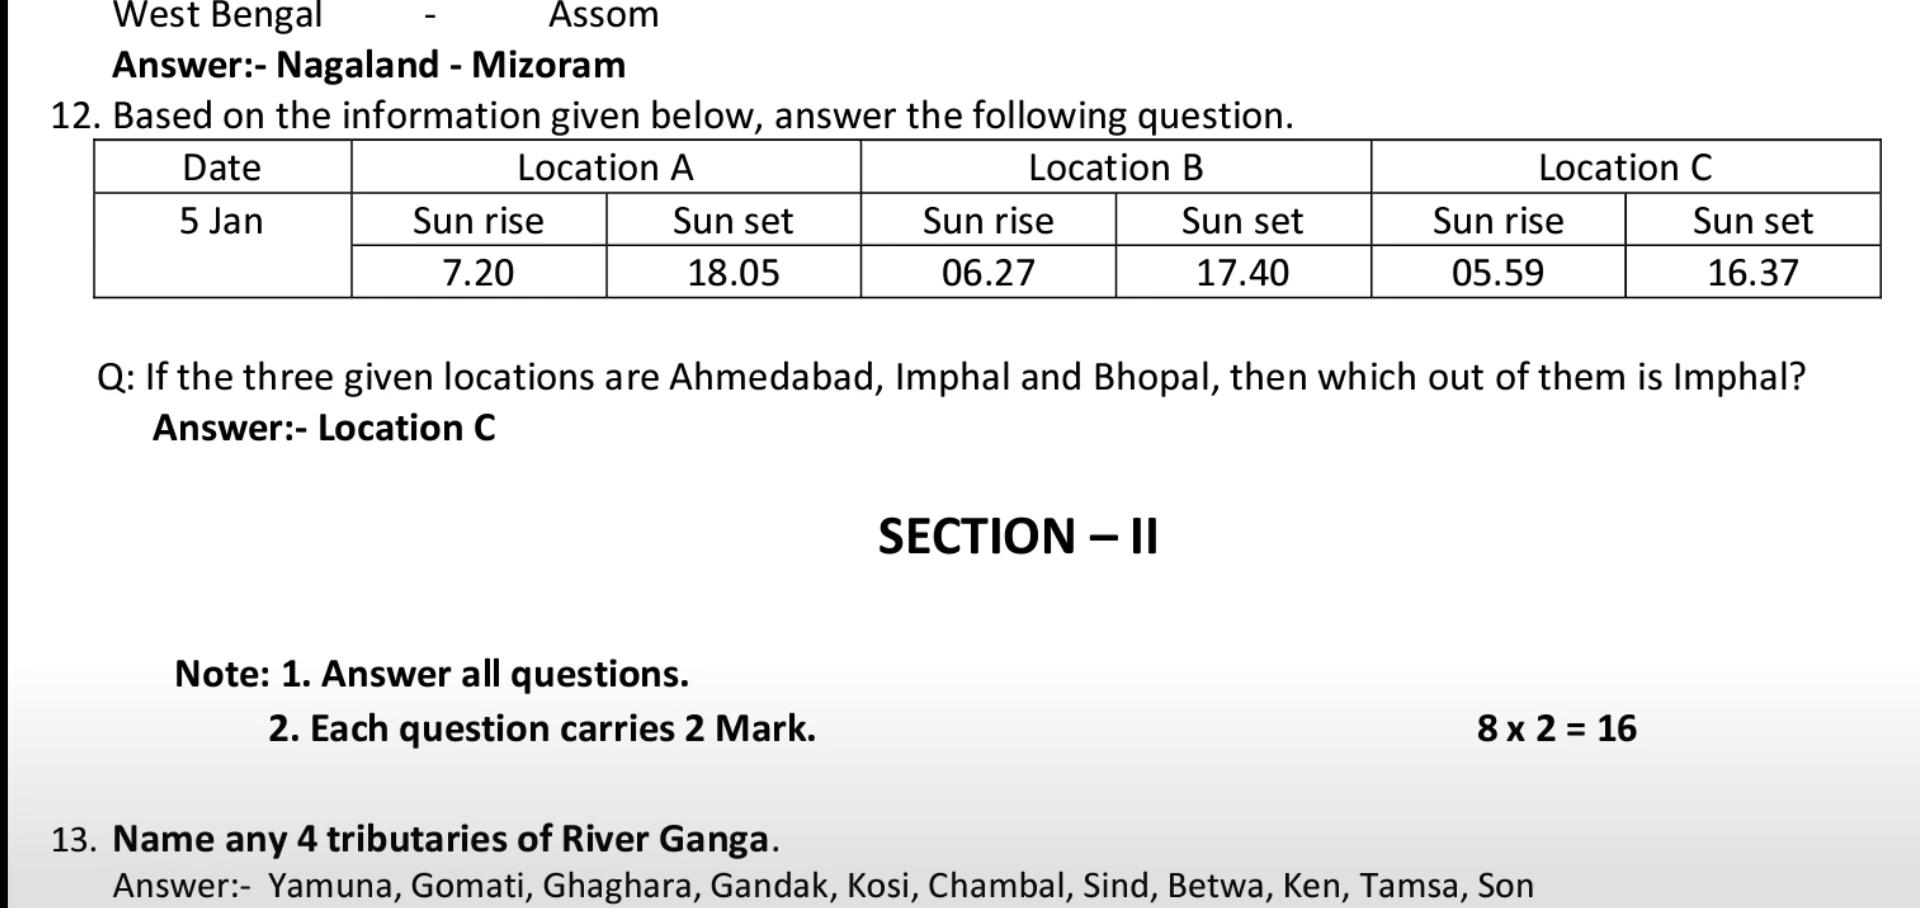 West Bengal - Assom
Answer:- Nagaland - Mizoram
12. Based on the information given below, answer the following question.
Date Location A Location B Location C
5 Jan Sun rise Sun set Sun rise Sun set Sun rise Sun set
7.20 18.05 06.27 17.40 05.59 16.37
Q: If the three given locations are Ahmedabad, Imphal and Bhopal, then which out of them is Imphal?
Answer:- Location C
SECTION – II
Note: 1. Answer all questions.
2. Each question carries 2 Mark. 8 x 2 = 16
13. Name any 4 tributaries of River Ganga.
Answer:- Yamuna, Gomati, Ghaghara, Gandak, Kosi, Chambal, Sind, Betwa, Ken, Tamsa, Son